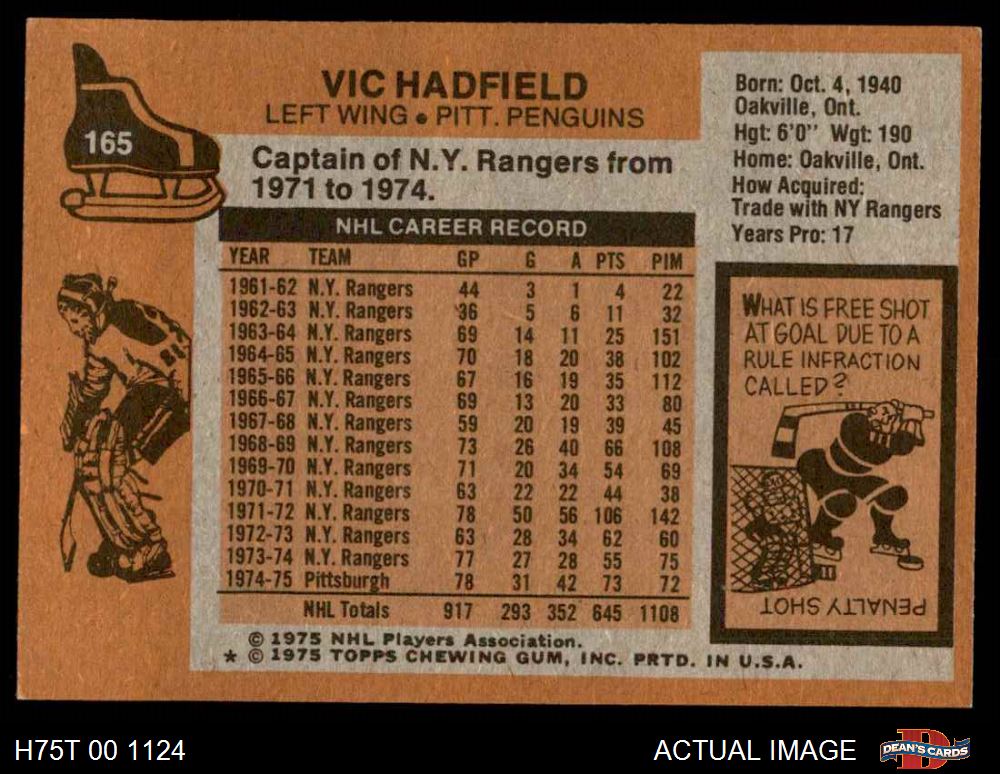 165
VIC HADFIELD
LEFT WING • PITT. PENGUINS
Captain of N.Y. Rangers from
1971 to 1974.
NHL CAREER RECORD
YEAR TEAM GP G A PTS PIM
1961-62 N.Y. Rangers 44 3 1 4 22
1962-63 N.Y. Rangers 36 5 6 11 32
1963-64 N.Y. Rangers 69 14 11 25 151
1964-65 N.Y. Rangers 70 18 20 38 102
1965-66 N.Y. Rangers 67 16 19 35 112
1966-67 N.Y. Rangers 69 13 20 33 80
1967-68 N.Y. Rangers 59 20 19 39 45
1968-69 N.Y. Rangers 73 26 40 66 108
1969-70 N.Y. Rangers 71 20 34 54 69
1970-71 N.Y. Rangers 63 22 22 44 38
1971-72 N.Y. Rangers 78 50 56 106 142
1972-73 N.Y. Rangers 63 28 34 62 60
1973-74 N.Y. Rangers 77 27 28 55 75
1974-75 Pittsburgh 78 31 42 73 72
NHL Totals 917 293 352 645 1108
© 1975 NHL Players Association.
* © 1975 TOPPS CHEWING GUM, INC. PRTD. IN U.S.A.
Born: Oct. 4, 1940
Oakville, Ont.
Hgt: 6'0" Wgt: 190
Home: Oakville, Ont.
How Acquired:
Trade with NY Rangers
Years Pro: 17
WHAT IS FREE SHOT
AT GOAL DUE TO A
RULE INFRACTION
CALLED?
PENALTY SHOT
H75T 00 1124
ACTUAL IMAGE
DEAN'S CARDS